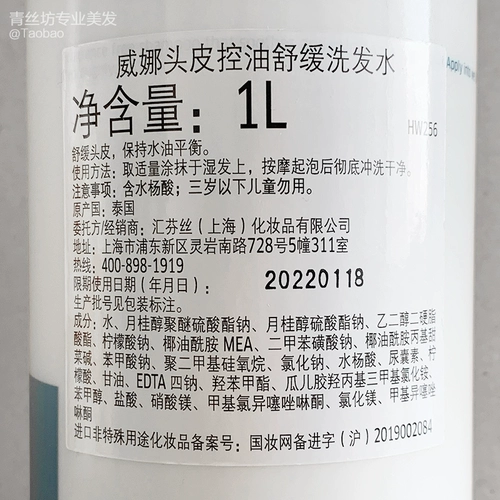 青丝坊专业美发
@Taobao
Apply into we
威娜头皮控油舒缓洗发水
净含量：1L
HW256
舒缓头皮，保持水油平衡。
使用方法：取适量涂抹于湿发上，按摩起泡后彻底冲洗干净。
注意事项：含水杨酸；三岁以下儿童勿用。
原产国：泰国
委托方/经销商：汇芬丝（上海）化妆品有限公司
地址：上海市浦东新区灵岩南路728号5幢311室
热线：400-898-1919
限期使用日期（年月日）：20220118
生产批号见包装标注。
成分：水、月桂醇聚醚硫酸酯钠、月桂醇硫酸酯钠、乙二醇二硬脂
酸酯、柠檬酸钠、椰油酰胺 MEA、二甲苯磺酸钠、椰油酰胺丙基甜
菜碱、苯甲酸钠、聚二甲基硅氧烷、氯化钠、水杨酸、尿囊素、柠
檬酸、甘油、EDTA 四钠、羟苯甲酯、瓜儿胶羟丙基三甲基氯化铵、
苯甲醇、盐酸、硝酸镁、甲基氯异噻唑啉酮、氯化镁、甲基异噻唑
啉酮
进口非特殊用途化妆品备案号：国妆网备进字（沪）2019002084